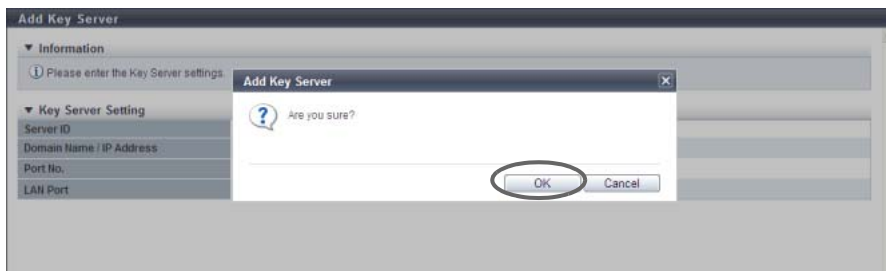 Add Key Server
▼ Information
Please enter the Key Server settings.
Add Key Server
Are you sure?
OK
Cancel
▼ Key Server Setting
Server ID
Domain Name / IP Address
Port No.
LAN Port